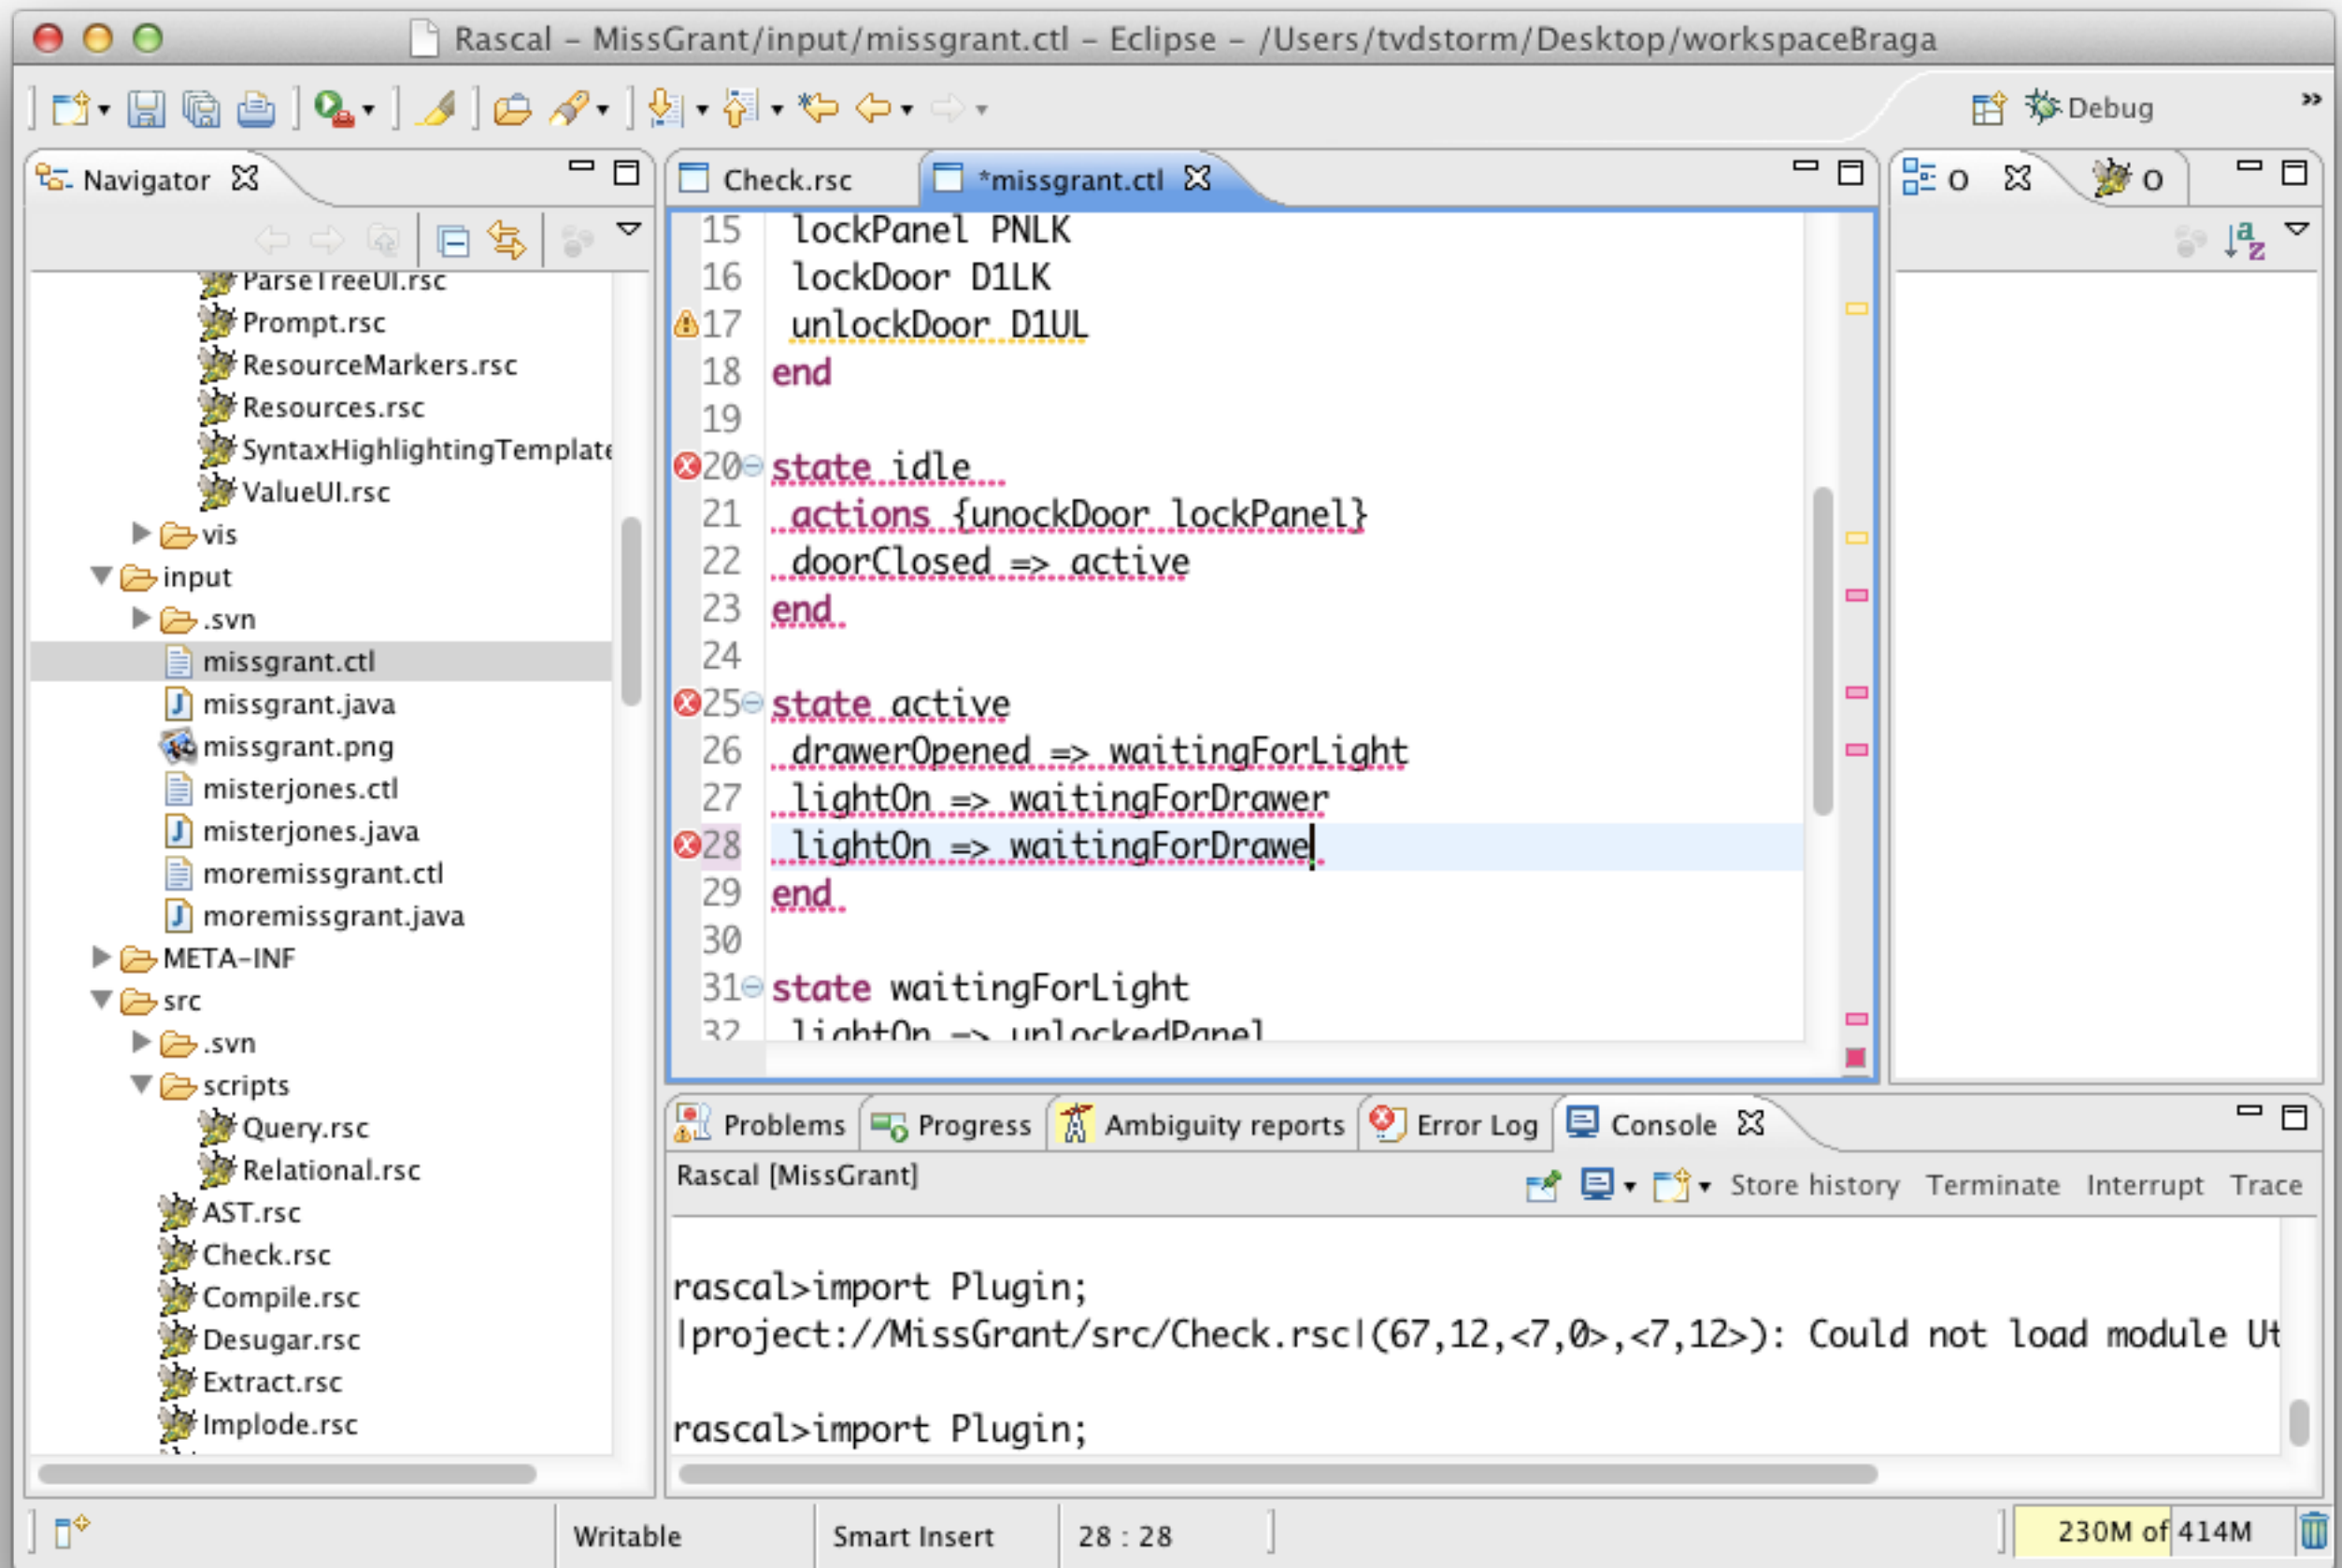 Rascal – MissGrant/input/missgrant.ctl – Eclipse – /Users/tvdstorm/Desktop/workspaceBraga
Debug
Navigator
ParseTreeUI.rsc
Prompt.rsc
ResourceMarkers.rsc
Resources.rsc
SyntaxHighlightingTemplate
ValueUI.rsc
vis
input
.svn
missgrant.ctl
missgrant.java
missgrant.png
misterjones.ctl
misterjones.java
moremissgrant.ctl
moremissgrant.java
META-INF
src
.svn
scripts
Query.rsc
Relational.rsc
AST.rsc
Check.rsc
Compile.rsc
Desugar.rsc
Extract.rsc
Implode.rsc
Check.rsc *missgrant.ctl
15 lockPanel PNLK
16 lockDoor D1LK
17 unlockDoor D1UL
18 end
19
20 state idle
21 actions {unockDoor lockPanel}
22 doorClosed => active
23 end
24
25 state active
26 drawerOpened => waitingForLight
27 lightOn => waitingForDrawer
28 lightOn => waitingForDrawe
29 end
30
31 state waitingForLight
32 lightOn => unlockedPanel
O O
a
z
Problems Progress Ambiguity reports Error Log Console
Rascal [MissGrant]
Store history Terminate Interrupt Trace
rascal>import Plugin;
|project://MissGrant/src/Check.rsc|(67,12,<7,0>,<7,12>): Could not load module Ut
rascal>import Plugin;
Writable Smart Insert 28 : 28 230M of 414M